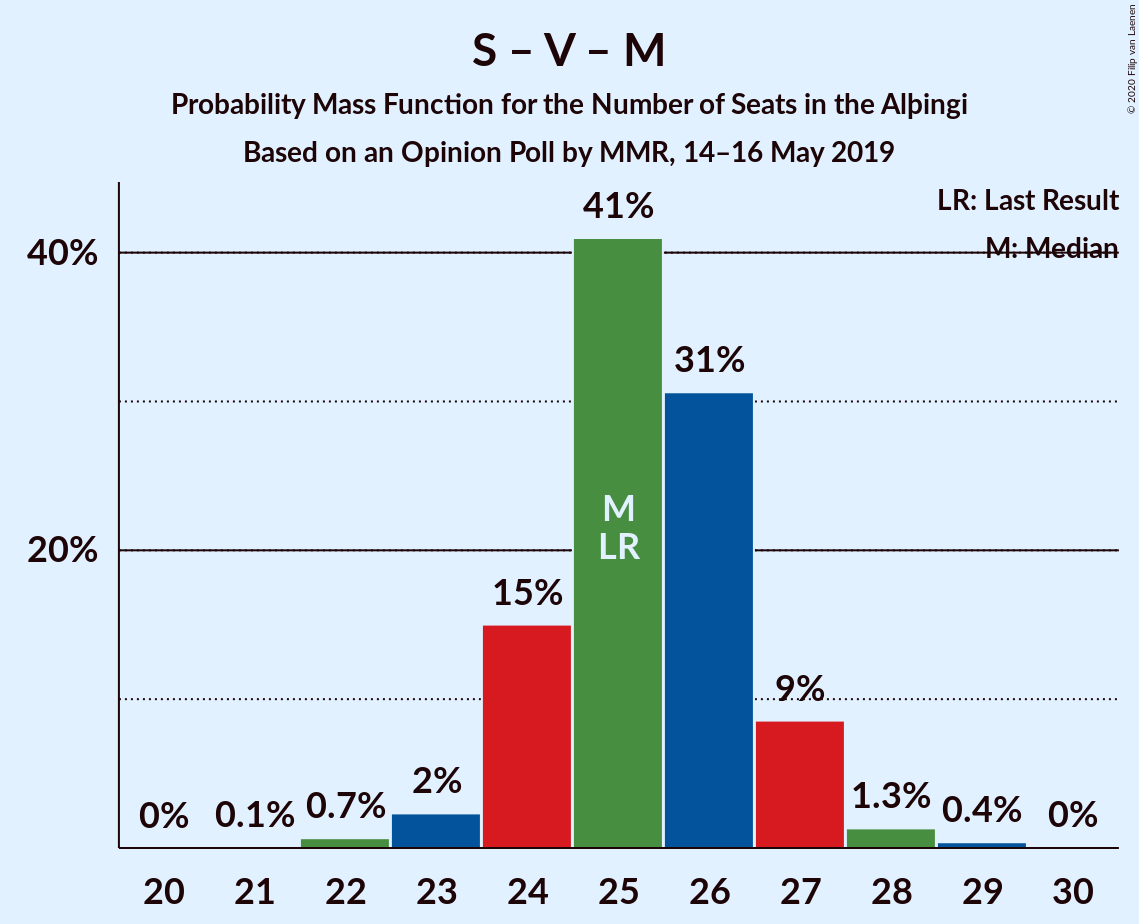 S – V – M
Probability Mass Function for the Number of Seats in the Alþingi
Based on an Opinion Poll by MMR, 14–16 May 2019
© 2020 Filip van Laenen
LR: Last Result
M: Median
40%
20%
0%
0.1%
0.7%
2%
15%
41%
31%
9%
1.3%
0.4%
0%
M
LR
20 21 22 23 24 25 26 27 28 29 30